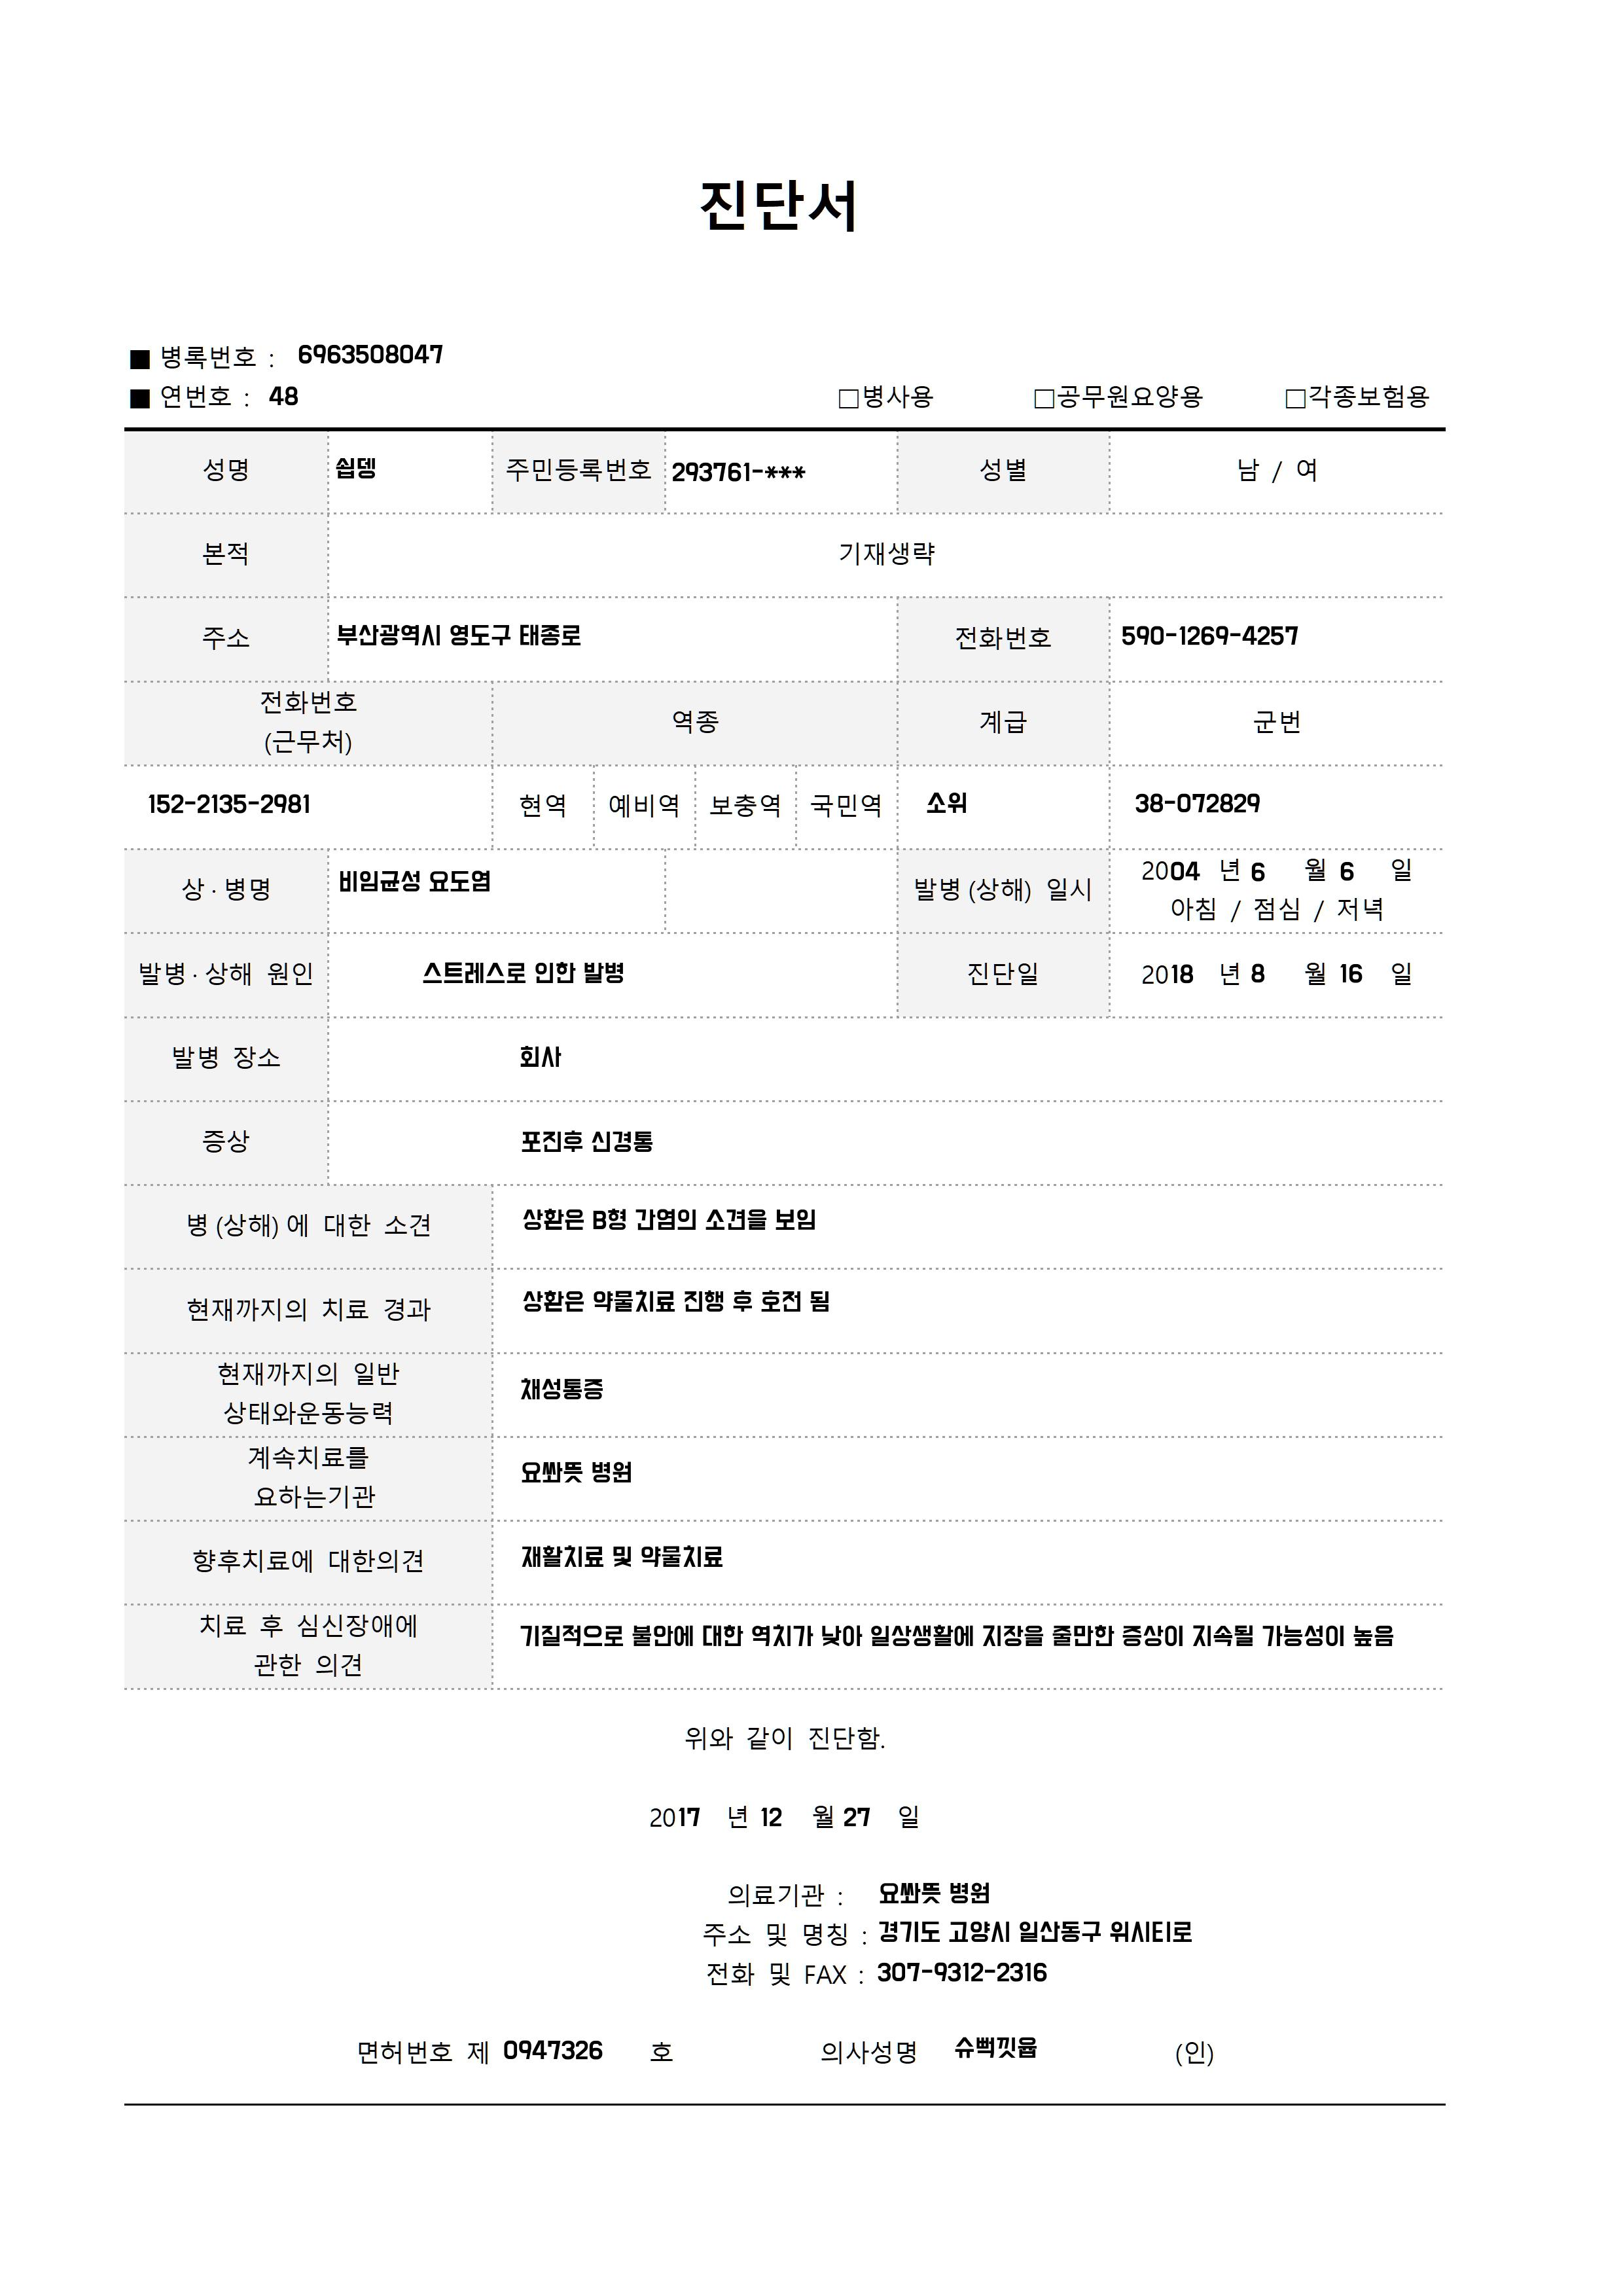 진단서
■ 병록번호 : 6963508047
■ 연번호 : 48 □병사용 □공무원요양용 □각종보험용
성명 쉽뎅 주민등록번호 293761-*** 성별 남 / 여
본적 기재생략
주소 부산광역시 영도구 태종로 전화번호 590-1269-4257
전화번호
(근무처) 역종 계급 군번
152-2135-2981 현역 예비역 보충역 국민역 소위 38-072829
상·병명 비임균성 요도염 발병(상해) 일시 2004 년 6 월 6 일
아침 / 점심 / 저녁
발병·상해 원인 스트레스로 인한 발병 진단일 2018 년 8 월 16 일
발병 장소 회사
증상 포진후 신경통
병(상해)에 대한 소견 상환은 B형 간염의 소견을 보임
현재까지의 치료 경과 상환은 약물치료 진행 후 호전 됨
현재까지의 일반
상태와운동능력 채성통증
계속치료를
요하는기관 요쏴뜻 병원
향후치료에 대한의견 재활치료 및 약물치료
치료 후 심신장애에
관한 의견 기질적으로 불안에 대한 역치가 낮아 일상생활에 지장을 줄만한 증상이 지속될 가능성이 높음
위와 같이 진단함.
2017 년 12 월 27 일
의료기관 : 요쏴뜻 병원
주소 및 명칭 : 경기도 고양시 일산동구 위시티로
전화 및 FAX : 307-9312-2316
면허번호 제 0947326 호 의사성명 (인)